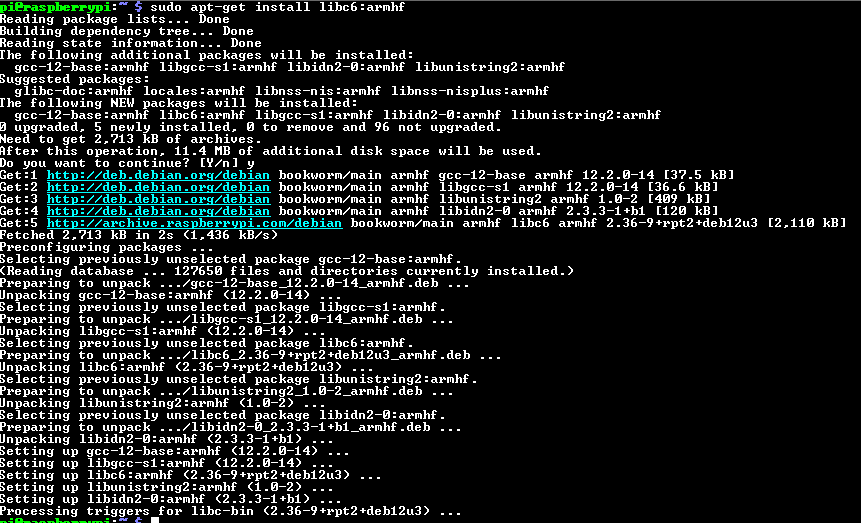 pi@raspberrypi:~ $ sudo apt-get install libc6:armhf
Reading package lists... Done
Building dependency tree... Done
Reading state information... Done
The following additional packages will be installed:
  gcc-12-base:armhf libgcc-s1:armhf libidn2-0:armhf libunistring2:armhf
Suggested packages:
  glibc-doc:armhf locales:armhf libnss-nis:armhf libnss-nisplus:armhf
The following NEW packages will be installed:
  gcc-12-base:armhf libc6:armhf libgcc-s1:armhf libidn2-0:armhf libunistring2:armhf
0 upgraded, 5 newly installed, 0 to remove and 96 not upgraded.
Need to get 2,713 kB of archives.
After this operation, 11.4 MB of additional disk space will be used.
Do you want to continue? [Y/n] y
Get:1 http://deb.debian.org/debian bookworm/main armhf gcc-12-base armhf 12.2.0-14 [37.5 kB]
Get:2 http://deb.debian.org/debian bookworm/main armhf libgcc-s1 armhf 12.2.0-14 [36.6 kB]
Get:3 http://deb.debian.org/debian bookworm/main armhf libunistring2 armhf 1.0-2 [409 kB]
Get:4 http://deb.debian.org/debian bookworm/main armhf libidn2-0 armhf 2.3.3-1+b1 [120 kB]
Get:5 http://archive.raspberrypi.com/debian bookworm/main armhf libc6 armhf 2.36-9+rpt2+deb12u3 [2,110 kB]
Fetched 2,713 kB in 2s (1,436 kB/s)
Preconfiguring packages ...
Selecting previously unselected package gcc-12-base:armhf.
(Reading database ... 127650 files and directories currently installed.)
Preparing to unpack .../gcc-12-base_12.2.0-14_armhf.deb ...
Unpacking gcc-12-base:armhf (12.2.0-14) ...
Selecting previously unselected package libgcc-s1:armhf.
Preparing to unpack .../libgcc-s1_12.2.0-14_armhf.deb ...
Unpacking libgcc-s1:armhf (12.2.0-14) ...
Selecting previously unselected package libc6:armhf.
Preparing to unpack .../libc6_2.36-9+rpt2+deb12u3_armhf.deb ...
Unpacking libc6:armhf (2.36-9+rpt2+deb12u3) ...
Selecting previously unselected package libunistring2:armhf.
Preparing to unpack .../libunistring2_1.0-2_armhf.deb ...
Unpacking libunistring2:armhf (1.0-2) ...
Selecting previously unselected package libidn2-0:armhf.
Preparing to unpack .../libidn2-0_2.3.3-1+b1_armhf.deb ...
Unpacking libidn2-0:armhf (2.3.3-1+b1) ...
Setting up gcc-12-base:armhf (12.2.0-14) ...
Setting up libgcc-s1:armhf (12.2.0-14) ...
Setting up libc6:armhf (2.36-9+rpt2+deb12u3) ...
Setting up libunistring2:armhf (1.0-2) ...
Setting up libidn2-0:armhf (2.3.3-1+b1) ...
Processing triggers for libc-bin (2.36-9+rpt2+deb12u3) ...
pi@raspberrypi:~ $